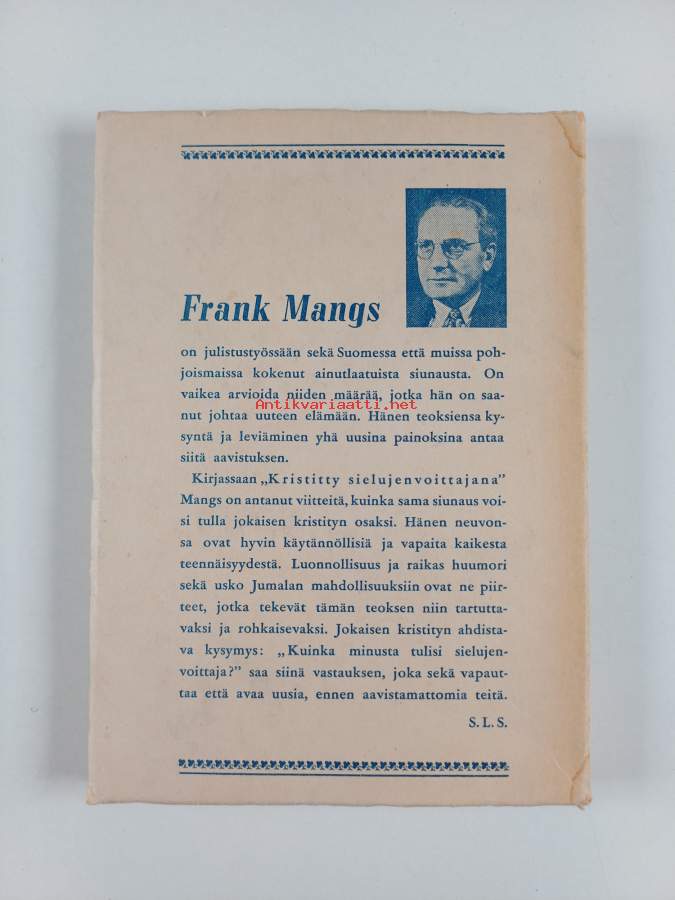 Frank Mangs
on julistustyössään sekä Suomessa että muissa poh-
joismaissa kokenut ainutlaatuista siunausta. On
vaikea arvioida niiden määrää, jotka hän on saa-
Antikvariaatti.net
nut johtaa uuteen elämään. Hänen teoksiensa ky-
syntä ja leviäminen yhä uusina painoksina antaa
siitä aavistuksen.
Kirjassaan „Kristitty sielujenvoittajana”
Mangs on antanut viitteitä, kuinka sama siunaus voi-
si tulla jokaisen kristityn osaksi. Hänen neuvon-
sa ovat hyvin käytännöllisiä ja vapaita kaikesta
teennäisyydestä. Luonnollisuus ja raikas huumori
sekä usko Jumalan mahdollisuuksiin ovat ne piir-
teet, jotka tekevät tämän teoksen niin tartutta-
vaksi ja rohkaisevaksi. Jokaisen kristityn ahdista-
va kysymys: „Kuinka minusta tulisi sielujen-
voittaja?” saa siinä vastauksen, joka sekä vapaut-
taa että avaa uusia, ennen aavistamattomia teitä.
S. L. S.